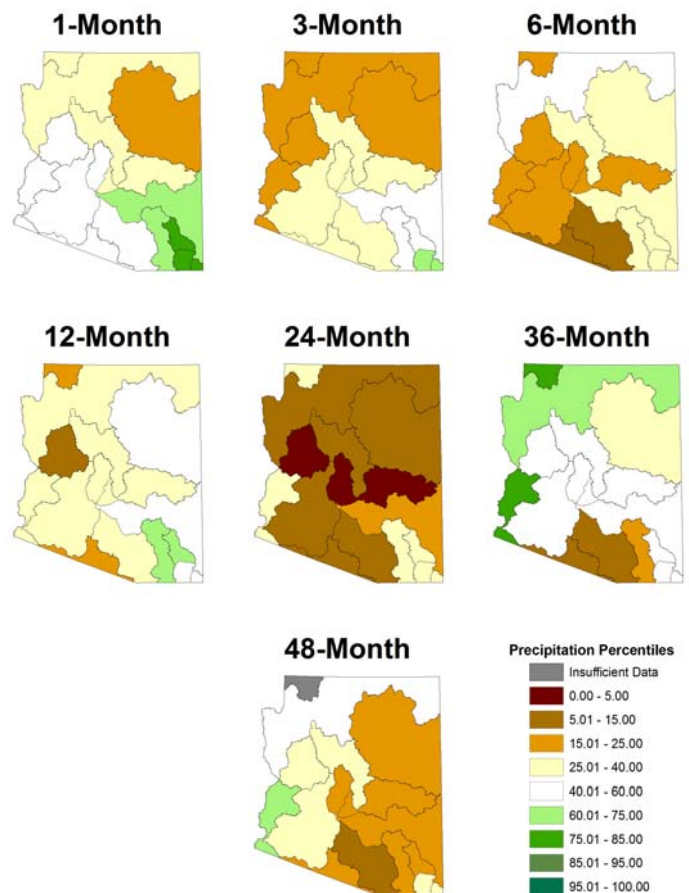 1-Month
3-Month
6-Month
12-Month
24-Month
36-Month
48-Month
Precipitation Percentiles
Insufficient Data
0.00 - 5.00
5.01 - 15.00
15.01 - 25.00
25.01 - 40.00
40.01 - 60.00
60.01 - 75.00
75.01 - 85.00
85.01 - 95.00
95.01 - 100.00